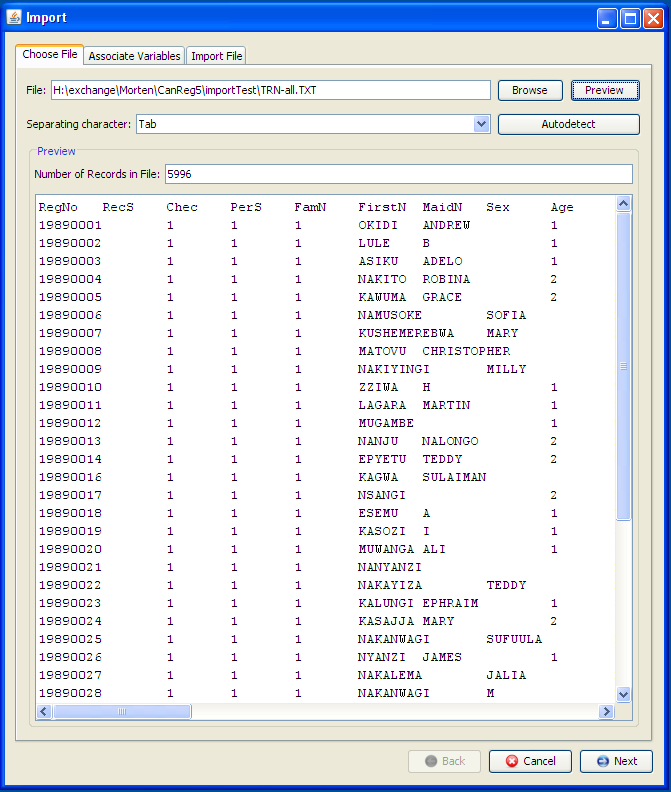 Import
Choose File Associate Variables Import File
File: H:\exchange\Morten\CanReg5\importTest\TRN-all.TXT Browse Preview
Separating character: Tab Autodetect
Preview
Number of Records in File: 5996
RegNo RecS Chec PerS FamN FirstN MaidN Sex Age
19890001 1 1 1 OKIDI ANDREW 1
19890002 1 1 1 LULE B 1
19890003 1 1 1 ASIKU ADELO 1
19890004 1 1 1 NAKITO ROBINA 2
19890005 1 1 1 KAWUMA GRACE 2
19890006 1 1 1 NAMUSOKE SOFIA
19890007 1 1 1 KUSHEMEREBWA MARY
19890008 1 1 1 MATOVU CHRISTOPHER
19890009 1 1 1 NAKIYINGI MILLY
19890010 1 1 1 ZZIWA H 1
19890011 1 1 1 LAGARA MARTIN 1
19890012 1 1 1 MUGAMBE 1
19890013 1 1 1 NANJU NALONGO 2
19890014 1 1 1 EPYETU TEDDY 2
19890016 1 1 1 KAGWA SULAIMAN
19890017 1 1 1 NSANGI 2
19890018 1 1 1 ESEMU A 1
19890019 1 1 1 KASOZI I 1
19890020 1 1 1 MUWANGA ALI 1
19890021 1 1 1 NANYANZI
19890022 1 1 1 NAKAYIZA TEDDY
19890023 1 1 1 KALUNGI EPHRAIM 1
19890024 1 1 1 KASAJJA MARY 2
19890025 1 1 1 NAKANWAGI SUFUULA
19890026 1 1 1 NYANZI JAMES 1
19890027 1 1 1 NAKALEMA JALIA
19890028 1 1 1 NAKANWAGI M
Back Cancel Next